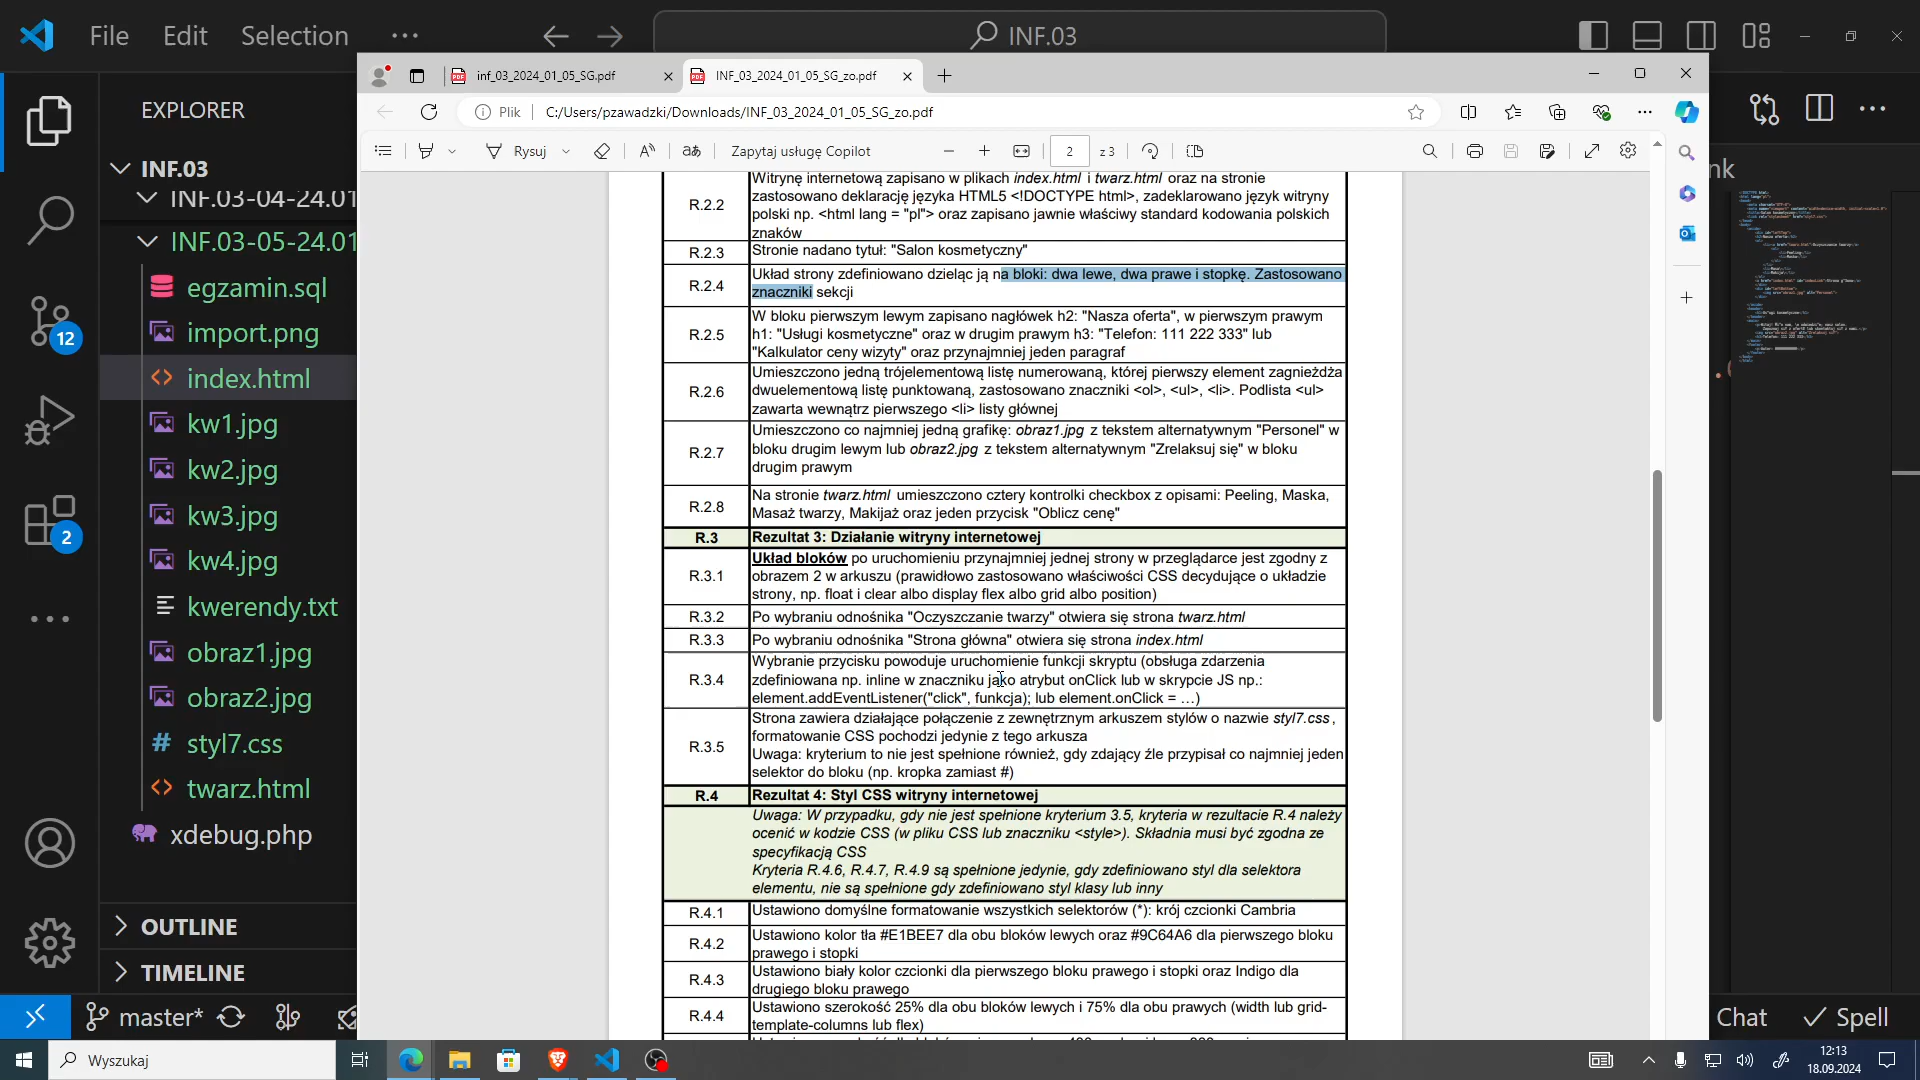 File Edit Selection ··· INF.03
inf_03_2024_01_05_SG.pdf INF_03_2024_01_05_SG_zo.pdf
Plik C:/Users/pzawadzki/Downloads/INF_03_2024_01_05_SG_zo.pdf
Rysuj Zapytaj usługę Copilot 2 z 3
EXPLORER
INF.03
INF.03-04-24.01
INF.03-05-24.01
egzamin.sql
import.png
index.html
kw1.jpg
kw2.jpg
kw3.jpg
kw4.jpg
kwerendy.txt
obraz1.jpg
obraz2.jpg
styl7.css
twarz.html
xdebug.php
OUTLINE
TIMELINE
12
2
R.2.2
Witrynę internetową zapisano w plikach index.html i twarz.html oraz na stronie
zastosowano deklarację języka HTML5 <!DOCTYPE html>, zadeklarowano język witryny
polski np. <html lang = "pl"> oraz zapisano jawnie właściwy standard kodowania polskich
znaków
R.2.3 Stronie nadano tytuł: "Salon kosmetyczny"
R.2.4
Układ strony zdefiniowano dzieląc ją na bloki: dwa lewe, dwa prawe i stopkę. Zastosowano
znaczniki sekcji
R.2.5
W bloku pierwszym lewym zapisano nagłówek h2: "Nasza oferta", w pierwszym prawym
h1: "Usługi kosmetyczne" oraz w drugim prawym h3: "Telefon: 111 222 333" lub
"Kalkulator ceny wizyty" oraz przynajmniej jeden paragraf
R.2.6
Umieszczono jedną trójelementową listę numerowaną, której pierwszy element zagnieżdża
dwuelementową listę punktowaną, zastosowano znaczniki <ol>, <ul>, <li>. Podlista <ul>
zawarta wewnątrz pierwszego <li> listy głównej
R.2.7
Umieszczono co najmniej jedną grafikę: obraz1.jpg z tekstem alternatywnym "Personel" w
bloku drugim lewym lub obraz2.jpg z tekstem alternatywnym "Zrelaksuj się" w bloku
drugim prawym
R.2.8
Na stronie twarz.html umieszczono cztery kontrolki checkbox z opisami: Peeling, Maska,
Masaż twarzy, Makijaż oraz jeden przycisk "Oblicz cenę"
R.3 Rezultat 3: Działanie witryny internetowej
R.3.1
Układ bloków po uruchomieniu przynajmniej jednej strony w przeglądarce jest zgodny z
obrazem 2 w arkuszu (prawidłowo zastosowano właściwości CSS decydujące o układzie
strony, np. float i clear albo display flex albo grid albo position)
R.3.2 Po wybraniu odnośnika "Oczyszczanie twarzy" otwiera się strona twarz.html
R.3.3 Po wybraniu odnośnika "Strona główna" otwiera się strona index.html
R.3.4
Wybranie przycisku powoduje uruchomienie funkcji skryptu (obsługa zdarzenia
zdefiniowana np. inline w znaczniku jako atrybut onClick lub w skrypcie JS np.:
element.addEventListener("click", funkcja); lub element.onClick = …)
R.3.5
Strona zawiera działające połączenie z zewnętrznym arkuszem stylów o nazwie styl7.css,
formatowanie CSS pochodzi jedynie z tego arkusza
Uwaga: kryterium to nie jest spełnione również, gdy zdający źle przypisał co najmniej jeden
selektor do bloku (np. kropka zamiast #)
R.4 Rezultat 4: Styl CSS witryny internetowej
Uwaga: W przypadku, gdy nie jest spełnione kryterium 3.5, kryteria w rezultacie R.4 należy
ocenić w kodzie CSS (w pliku CSS lub znaczniku <style>). Składnia musi być zgodna ze
specyfikacją CSS
Kryteria R.4.6, R.4.7, R.4.9 są spełnione jedynie, gdy zdefiniowano styl dla selektora
elementu, nie są spełnione gdy zdefiniowano styl klasy lub inny
R.4.1 Ustawiono domyślne formatowanie wszystkich selektorów (*): krój czcionki Cambria
R.4.2
Ustawiono kolor tła #E1BEE7 dla obu bloków lewych oraz #9C64A6 dla pierwszego bloku
prawego i stopki
R.4.3
Ustawiono biały kolor czcionki dla pierwszego bloku prawego i stopki oraz Indigo dla
drugiego bloku prawego
R.4.4
Ustawiono szerokość 25% dla obu bloków lewych i 75% dla obu prawych (width lub grid-
template-columns lub flex)
nk
master* Chat Spell
Wyszukaj
12:13
18.09.2024